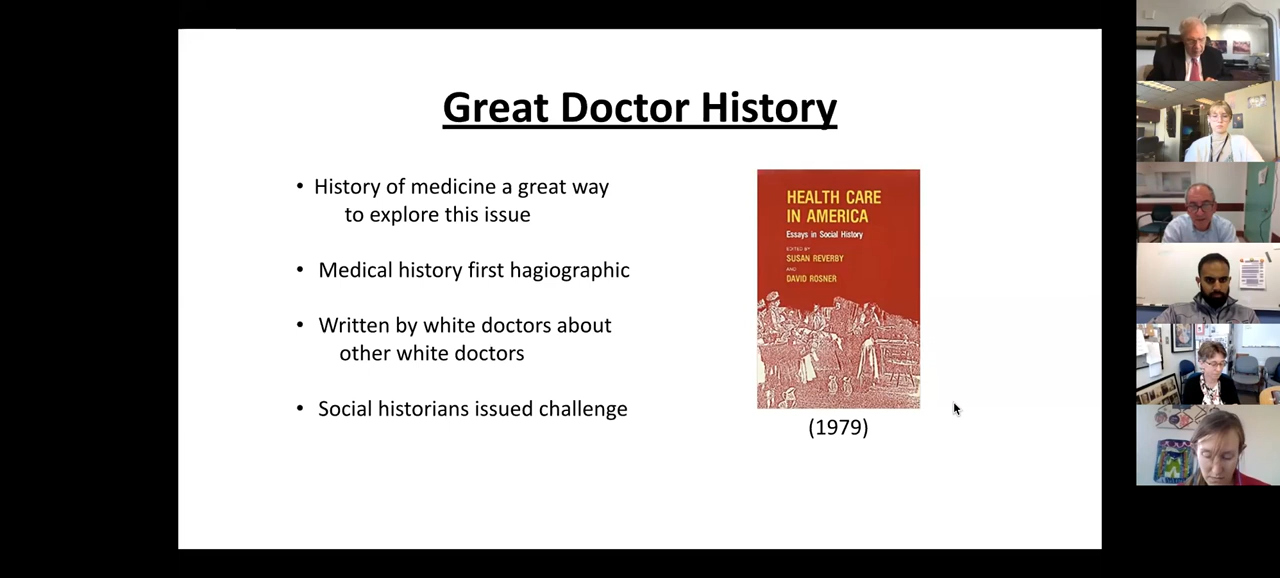 Great Doctor History
• History of medicine a great way
to explore this issue
• Medical history first hagiographic
• Written by white doctors about
other white doctors
• Social historians issued challenge
HEALTH CARE
IN AMERICA
Essays in Social History
EDITED BY
SUSAN REVERBY
AND
DAVID ROSNER
(1979)